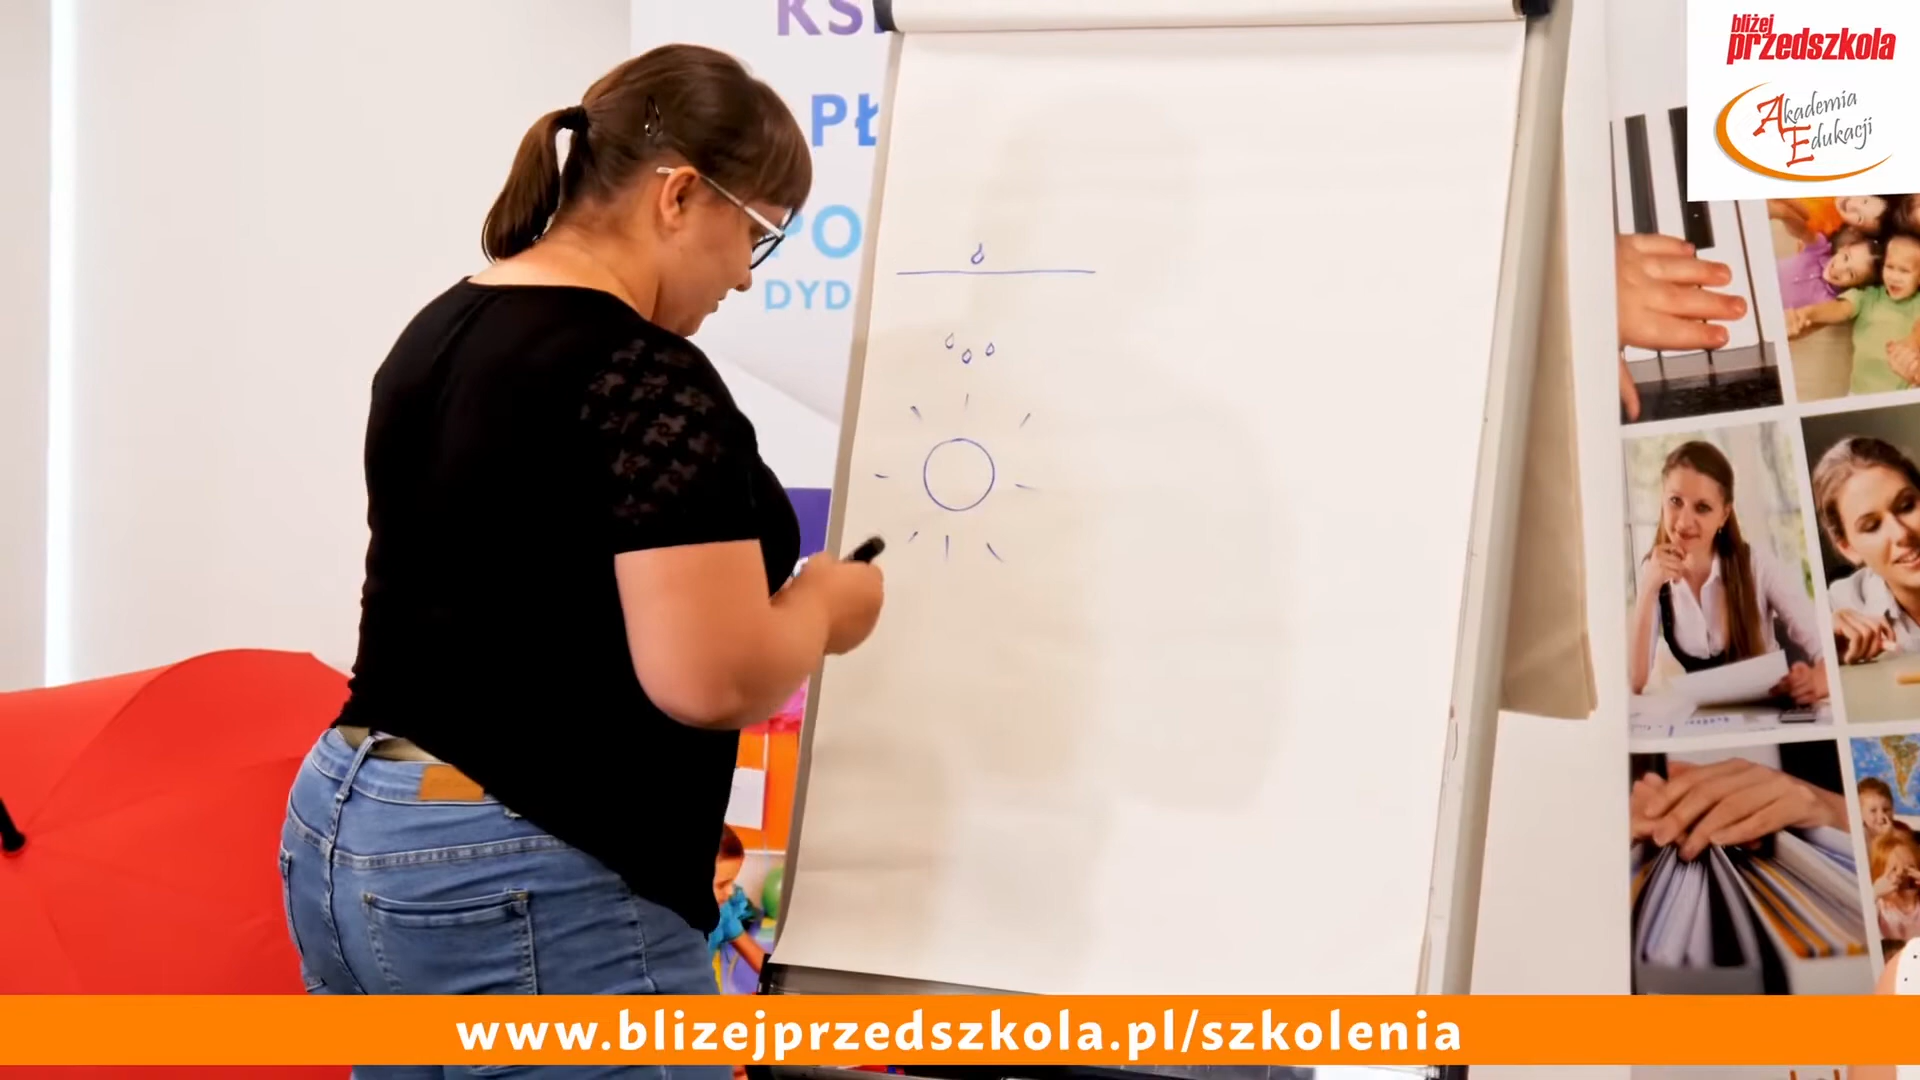 KS
PŁ
PO
DYD
bliżej
przedszkola
Akademia
Edukacji
www.blizejprzedszkola.pl/szkolenia